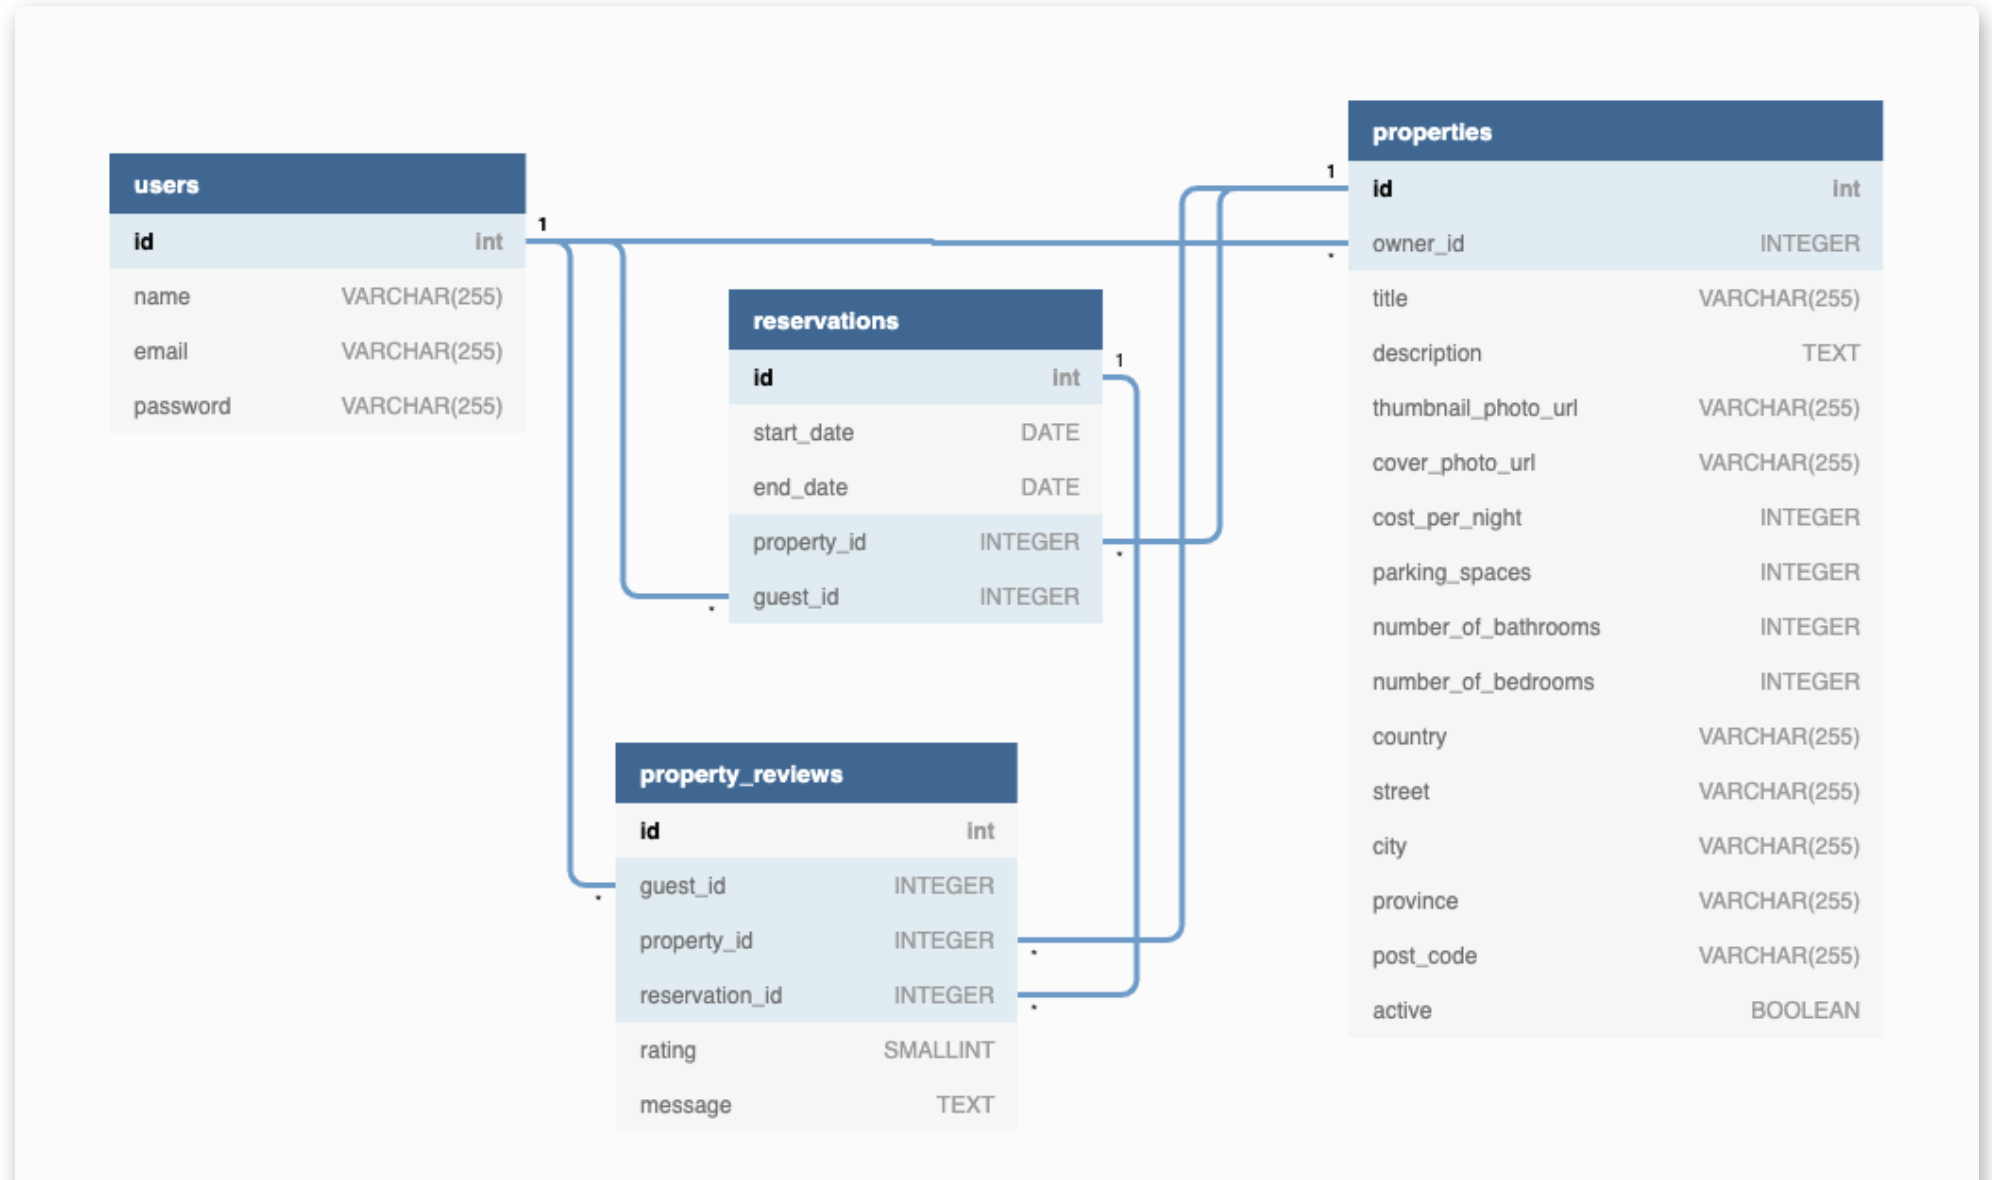 users
1
id int
name VARCHAR(255)
email VARCHAR(255)
password VARCHAR(255)
reservations
1
id int
start_date DATE
end_date DATE
property_id INTEGER
*
guest_id INTEGER
*
property_reviews
id int
guest_id INTEGER
*
property_id INTEGER
*
reservation_id INTEGER
*
rating SMALLINT
message TEXT
properties
1
id int
owner_id INTEGER
*
title VARCHAR(255)
description TEXT
thumbnail_photo_url VARCHAR(255)
cover_photo_url VARCHAR(255)
cost_per_night INTEGER
parking_spaces INTEGER
number_of_bathrooms INTEGER
number_of_bedrooms INTEGER
country VARCHAR(255)
street VARCHAR(255)
city VARCHAR(255)
province VARCHAR(255)
post_code VARCHAR(255)
active BOOLEAN